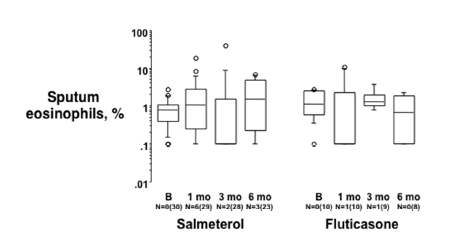 100
10
Sputum
eosinophils, %
1
.1
.01
B 1 mo 3 mo 6 mo B 1 mo 3 mo 6 mo
N=0(30) N=6(29) N=2(28) N=3(23) N=0(10) N=1(10) N=1(9) N=0(8)
Salmeterol Fluticasone